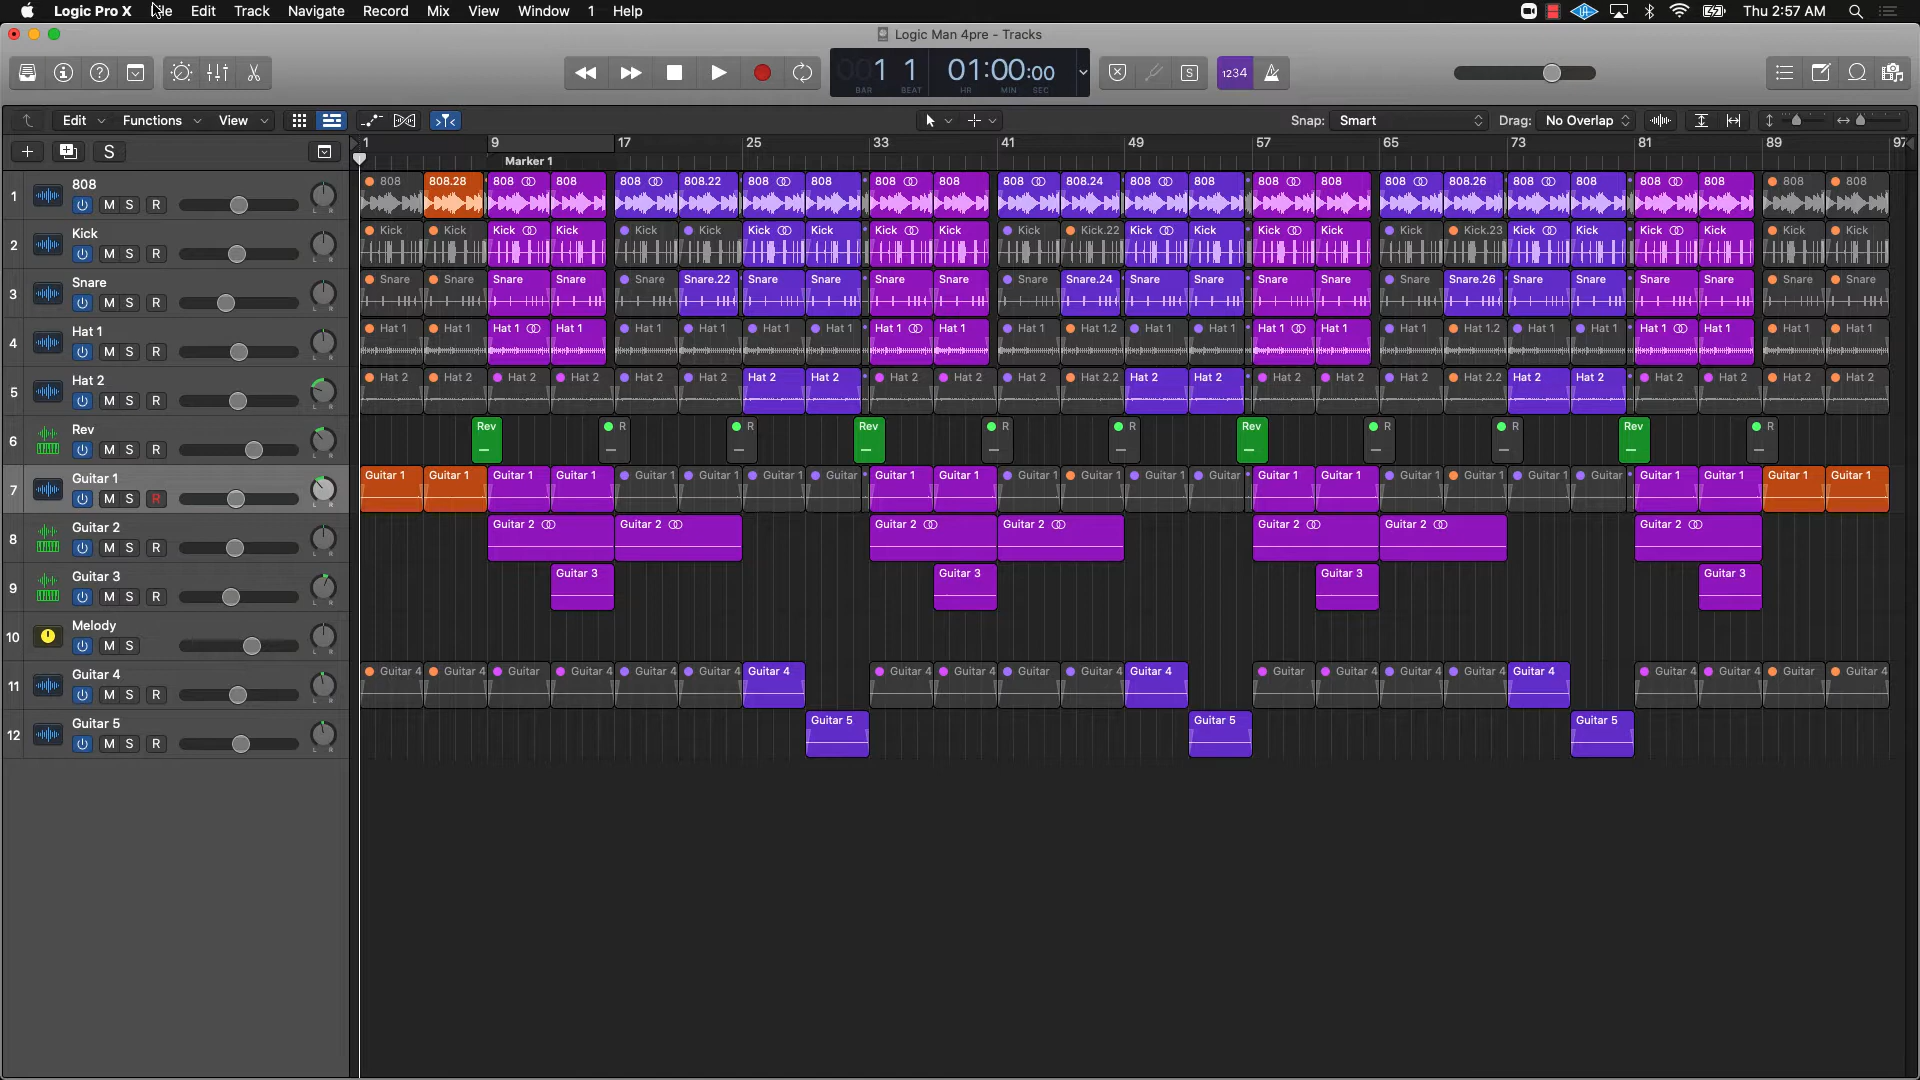 Logic Pro X Edit Track Navigate Record Mix View Window 1 Help Thu 2:57 AM
Logic Man 4pre - Tracks
1 1 01:00:00 1234
BAR BEAT HR MIN SEC
Edit Functions View Snap: Smart Drag: No Overlap
S 1 9 17 25 33 41 49 57 65 73 81 89 97
Marker 1
1 808 M S R 808 808.28 808 808 808 808.22 808 808 808 808 808 808.24 808 808 808 808 808 808.26 808 808 808 808 808 808
2 Kick M S R Kick Kick Kick Kick Kick Kick Kick Kick Kick Kick Kick Kick.22 Kick Kick Kick Kick Kick Kick.23 Kick Kick Kick Kick Kick Kick
3 Snare M S R Snare Snare Snare Snare Snare Snare.22 Snare Snare Snare Snare Snare Snare.24 Snare Snare Snare Snare Snare Snare.26 Snare Snare Snare Snare Snare Snare
4 Hat 1 M S R Hat 1 Hat 1 Hat 1 Hat 1 Hat 1 Hat 1 Hat 1 Hat 1 Hat 1 Hat 1 Hat 1 Hat 1.2 Hat 1 Hat 1 Hat 1 Hat 1 Hat 1 Hat 1.2 Hat 1 Hat 1 Hat 1 Hat 1 Hat 1 Hat 1
5 Hat 2 M S R Hat 2 Hat 2 Hat 2 Hat 2 Hat 2 Hat 2 Hat 2 Hat 2 Hat 2 Hat 2 Hat 2 Hat 2.2 Hat 2 Hat 2 Hat 2 Hat 2 Hat 2 Hat 2.2 Hat 2 Hat 2 Hat 2 Hat 2 Hat 2 Hat 2
6 Rev M S R Rev R R Rev R R Rev R R Rev R
7 Guitar 1 M S R Guitar 1 Guitar 1 Guitar 1 Guitar 1 Guitar 1 Guitar 1 Guitar 1 Guitar Guitar 1 Guitar 1 Guitar 1 Guitar 1 Guitar 1 Guitar Guitar 1 Guitar 1 Guitar 1 Guitar 1 Guitar 1 Guitar Guitar 1 Guitar 1 Guitar 1 Guitar 1
8 Guitar 2 M S R Guitar 2 Guitar 2 Guitar 2 Guitar 2 Guitar 2 Guitar 2 Guitar 2
9 Guitar 3 M S R Guitar 3 Guitar 3 Guitar 3 Guitar 3
10 Melody M S
11 Guitar 4 M S R Guitar 4 Guitar 4 Guitar Guitar 4 Guitar 4 Guitar 4 Guitar 4 Guitar 4 Guitar 4 Guitar Guitar 4 Guitar 4 Guitar Guitar 4 Guitar 4 Guitar 4 Guitar 4 Guitar 4 Guitar 4 Guitar Guitar 4
12 Guitar 5 M S R Guitar 5 Guitar 5 Guitar 5